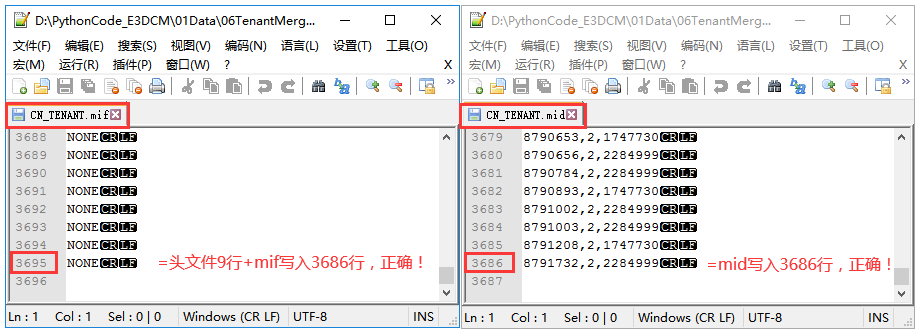 D:\PythonCode_E3DCM\01Data\06TenantMerg...
文件(F) 编辑(E) 搜索(S) 视图(V) 编码(N) 语言(L) 设置(T) 工具(O)
宏(M) 运行(R) 插件(P) 窗口(W) ? X
CN_TENANT.mif
3688 NONECRLF
3689 NONECRLF
3690 NONECRLF
3691 NONECRLF
3692 NONECRLF
3693 NONECRLF
3694 NONECRLF
3695 NONECRLF =头文件9行+mif写入3686行，正确！
3696
Ln : 1 Col : 1 Sel : 0 | 0 Windows (CR LF) UTF-8 INS
D:\PythonCode_E3DCM\01Data\06TenantMerg...
文件(F) 编辑(E) 搜索(S) 视图(V) 编码(N) 语言(L) 设置(T) 工具(O)
宏(M) 运行(R) 插件(P) 窗口(W) ? X
CN_TENANT.mid
3679 8790653,2,1747730CRLF
3680 8790656,2,2284999CRLF
3681 8790784,2,2284999CRLF
3682 8790893,2,1747730CRLF
3683 8791002,2,2284999CRLF
3684 8791003,2,2284999CRLF
3685 8791208,2,1747730CRLF
3686 8791732,2,2284999CRLF =mid写入3686行，正确！
3687
Ln : 1 Col : 1 Sel : 0 | 0 Windows (CR LF) UTF-8 INS